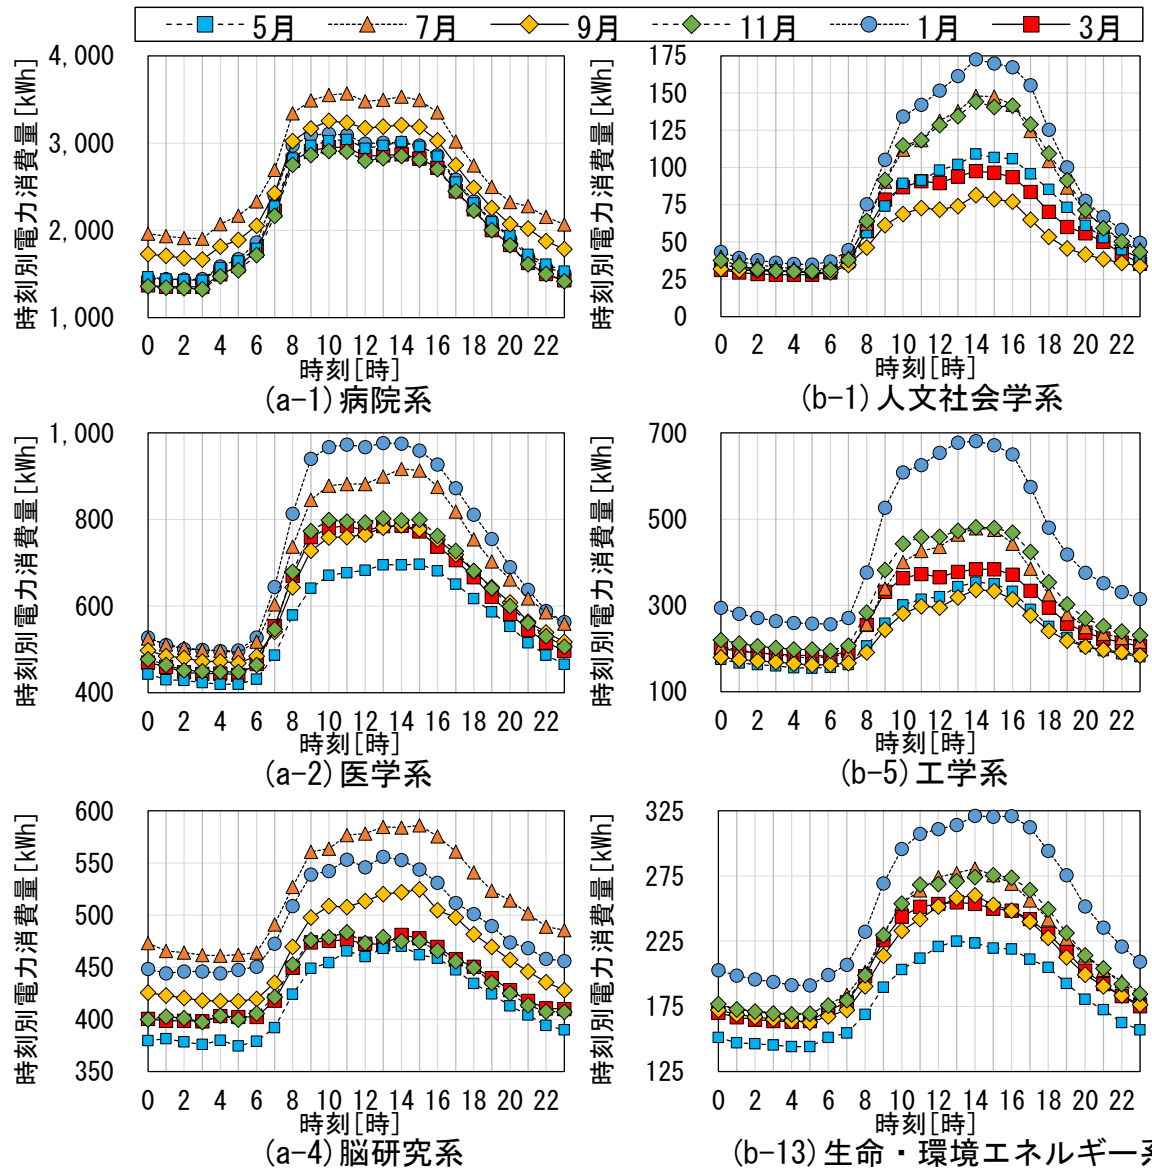 5月 7月 9月 11月 1月 3月
時刻別電力消費量[kWh]
4,000
3,000
2,000
1,000
0 2 4 6 8 10 12 14 16 18 20 22
時刻[時]
(a-1)病院系
時刻別電力消費量[kWh]
175
150
125
100
75
50
25
0
0 2 4 6 8 10 12 14 16 18 20 22
時刻[時]
(b-1)人文社会学系
時刻別電力消費量[kWh]
1,000
800
600
400
0 2 4 6 8 10 12 14 16 18 20 22
時刻[時]
(a-2)医学系
時刻別電力消費量[kWh]
700
500
300
100
0 2 4 6 8 10 12 14 16 18 20 22
時刻[時]
(b-5)工学系
時刻別電力消費量[kWh]
600
550
500
450
400
350
0 2 4 6 8 10 12 14 16 18 20 22
時刻[時]
(a-4)脳研究系
時刻別電力消費量[kWh]
325
275
225
175
125
0 2 4 6 8 10 12 14 16 18 20 22
時刻[時]
(b-13)生命・環境エネルギー系